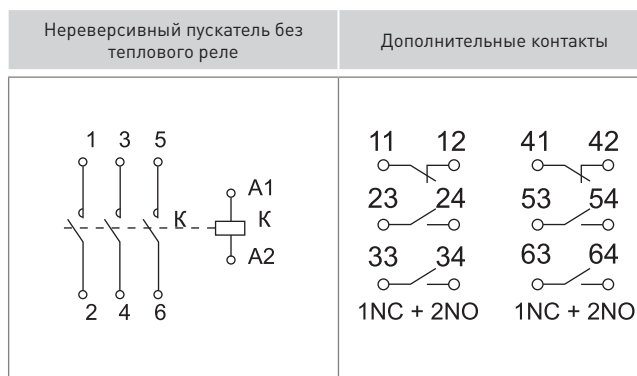 Нереверсивный пускатель без
теплового реле
Дополнительные контакты
1 3 5
A1
К К
A2
2 4 6
11 12 41 42
23 24 53 54
33 34 63 64
1NC + 2NO 1NC + 2NO